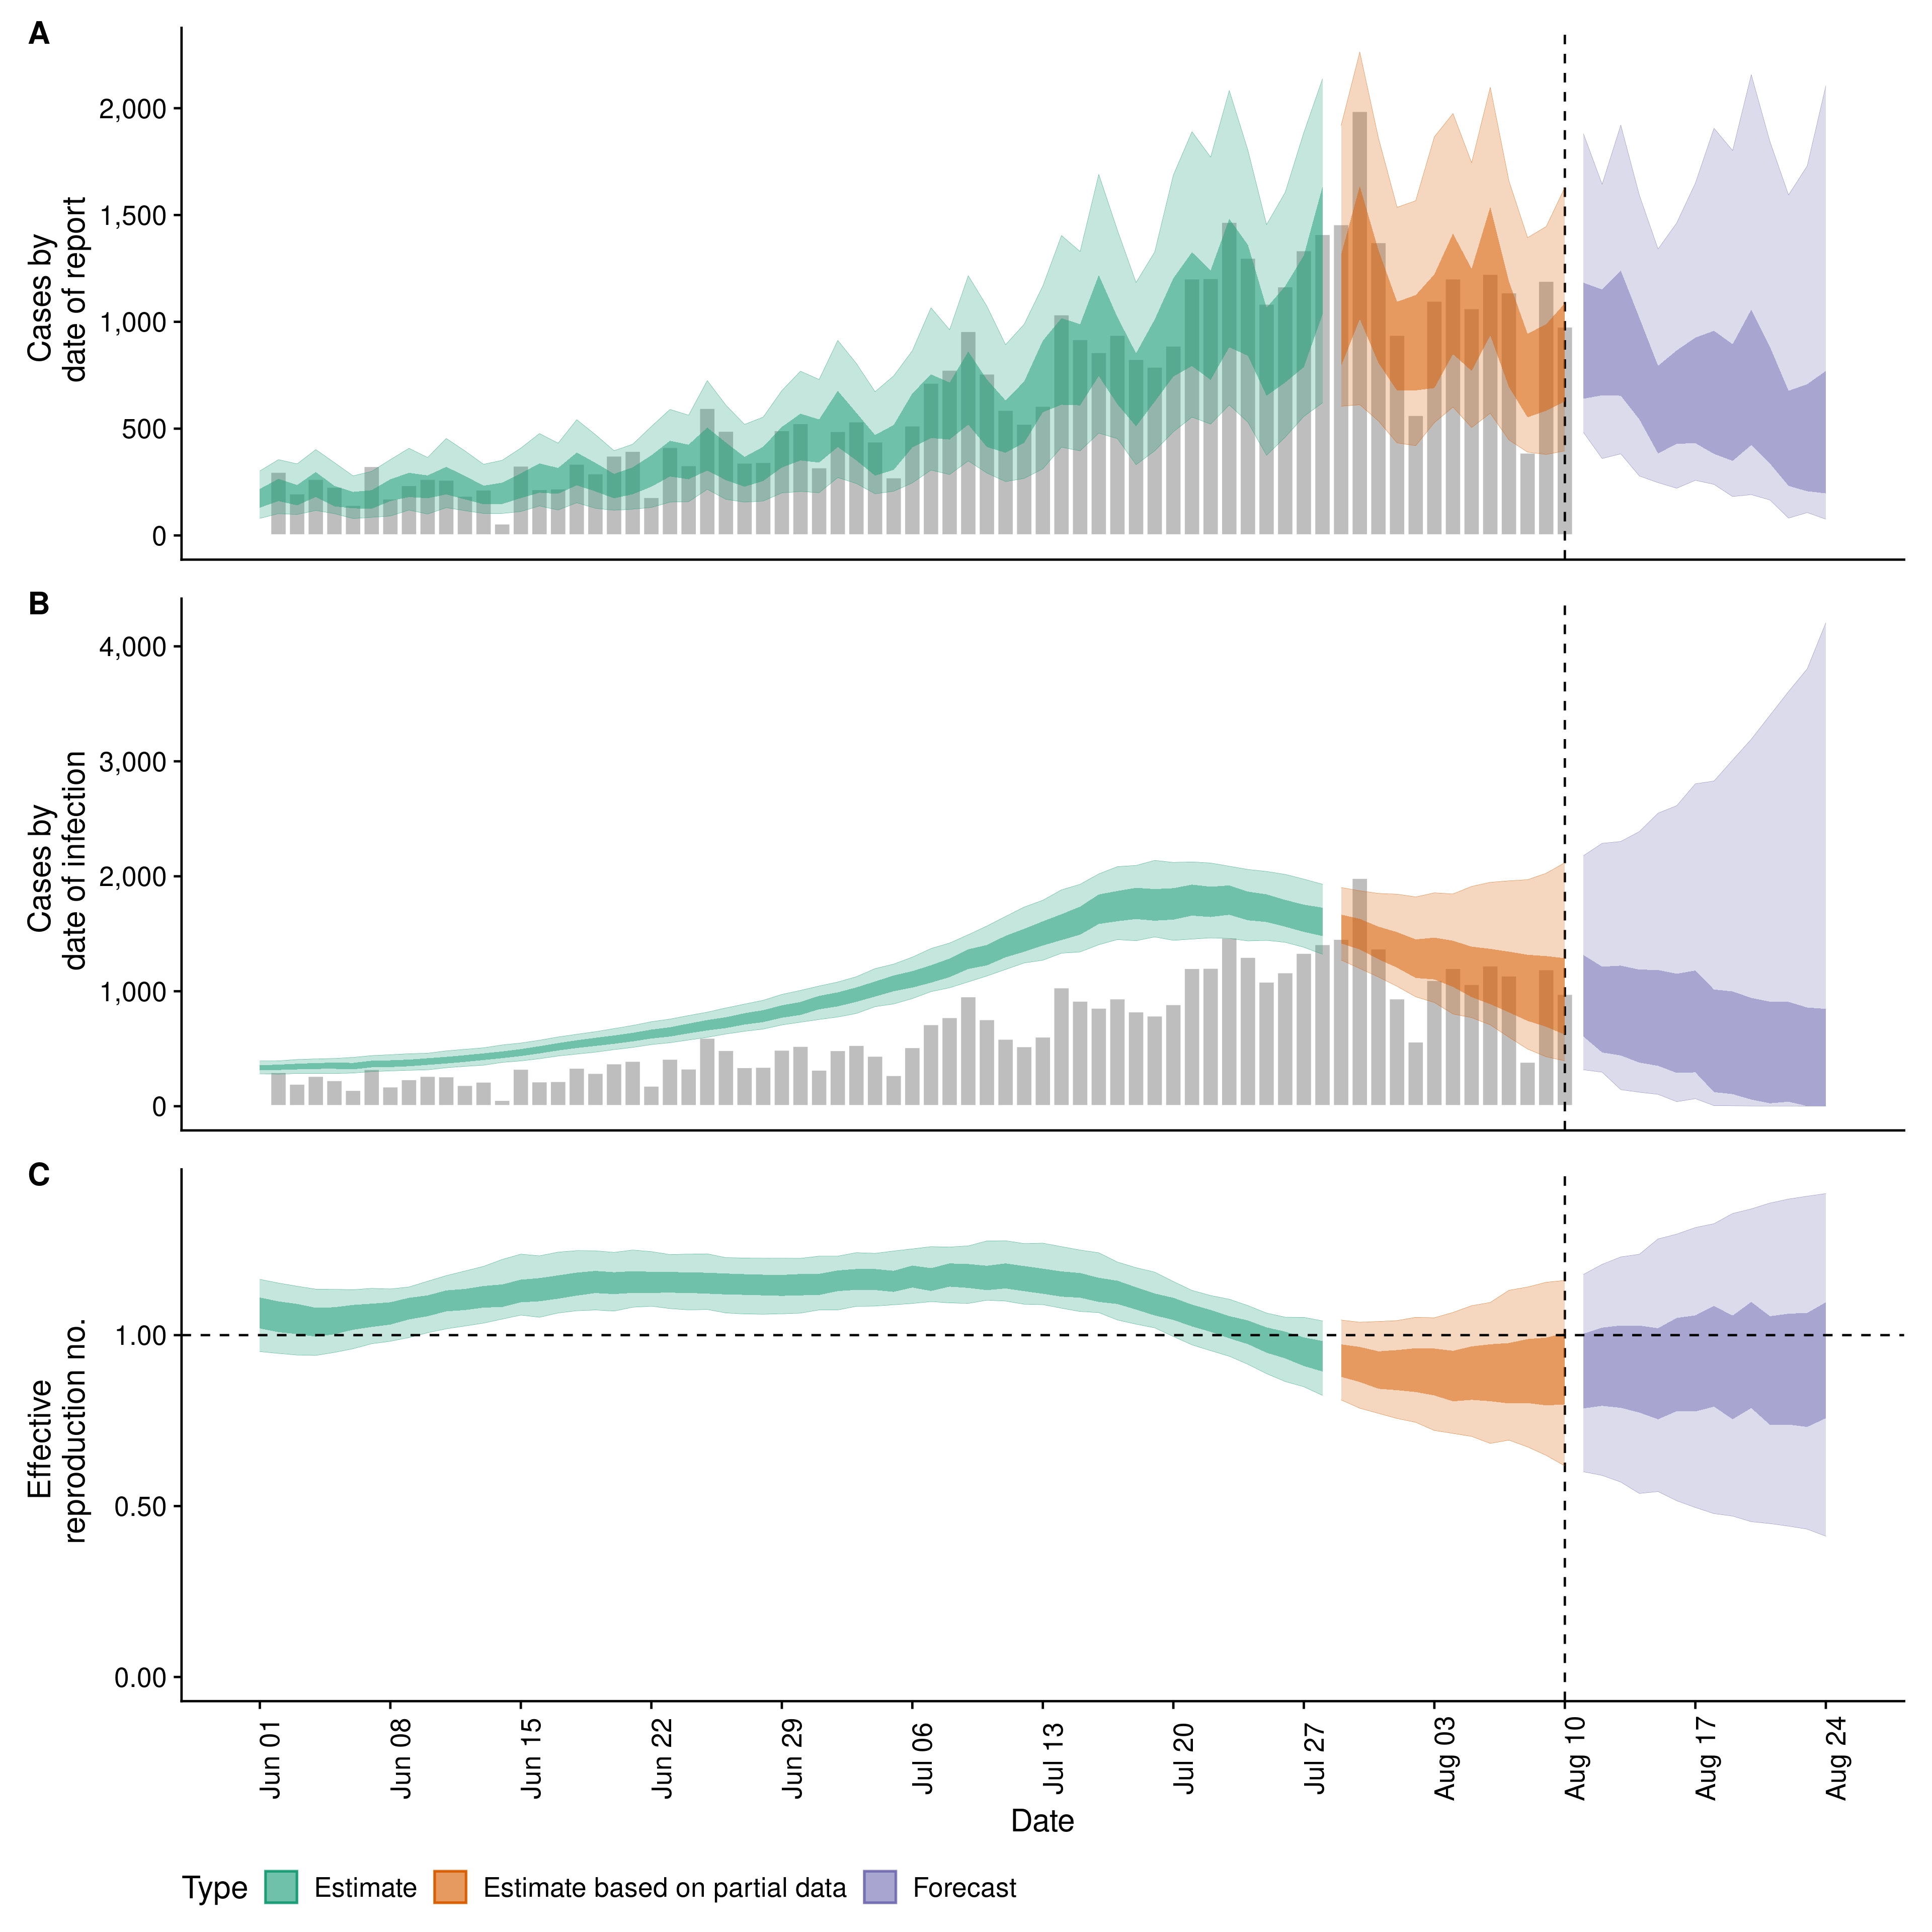 A
Cases by
date of report
2,000
1,500
1,000
500
0
B
Cases by
date of infection
4,000
3,000
2,000
1,000
0
C
Effective
reproduction no.
1.00
0.50
0.00
Jun 01
Jun 08
Jun 15
Jun 22
Jun 29
Jul 06
Jul 13
Jul 20
Jul 27
Aug 03
Aug 10
Aug 17
Aug 24
Date
Type Estimate Estimate based on partial data Forecast